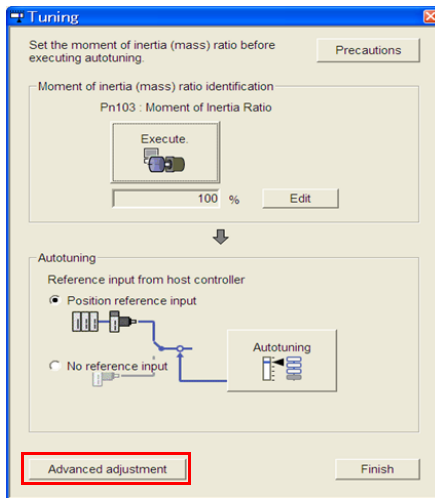 Tuning
Set the moment of inertia (mass) ratio before
executing autotuning.
Precautions
Moment of inertia (mass) ratio identification
Pn103 : Moment of Inertia Ratio
Execute.
100 %
Edit
Autotuning
Reference input from host controller
Position reference input
No reference input
Autotuning
Advanced adjustment
Finish